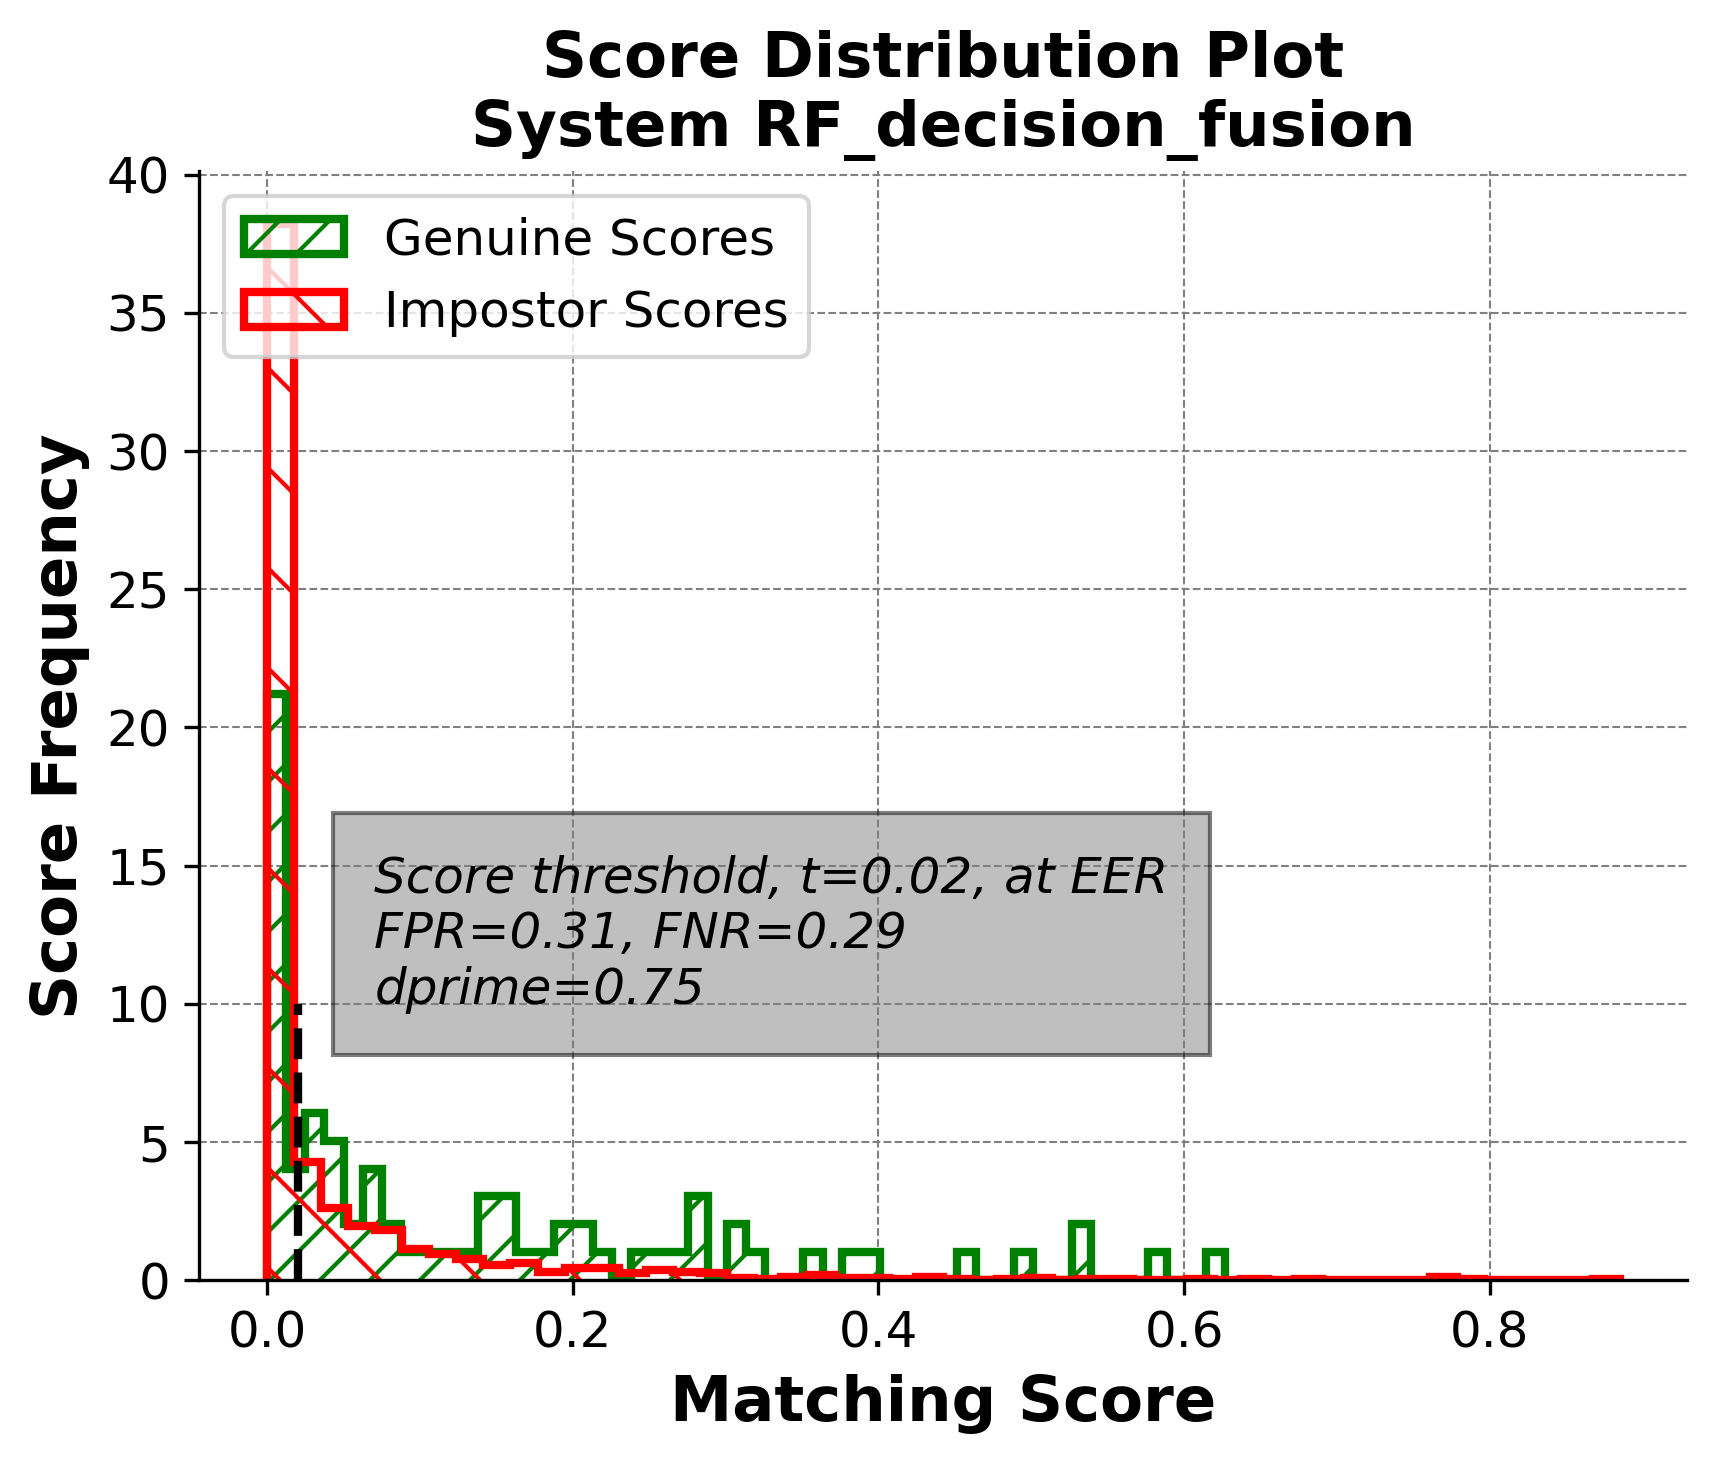 Score Distribution Plot
System RF_decision_fusion
Genuine Scores
Impostor Scores
Score threshold, t=0.02, at EER
FPR=0.31, FNR=0.29
dprime=0.75
Score Frequency
40
35
30
25
20
15
10
5
0
0.0 0.2 0.4 0.6 0.8
Matching Score